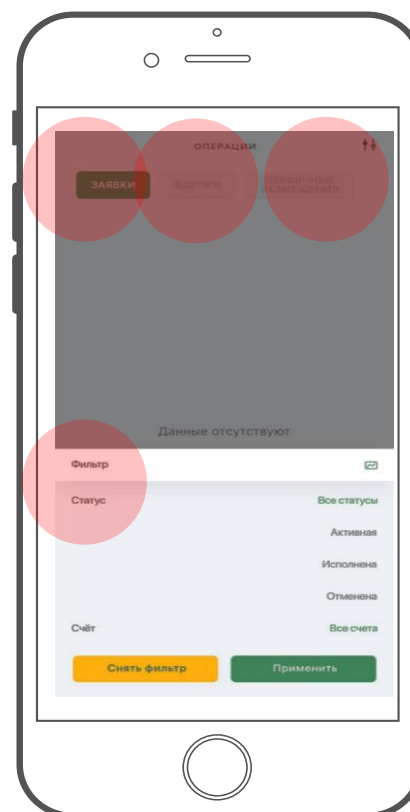 ОПЕРАЦИИ
ЗАЯВКИ СДЕЛКИ ПЕРВИЧНЫЕ
РАЗМЕЩЕНИЯ
Данные отсутствуют
Фильтр
Статус Все статусы
Активная
Исполнена
Отменена
Счёт Все счета
Снять фильтр Применить